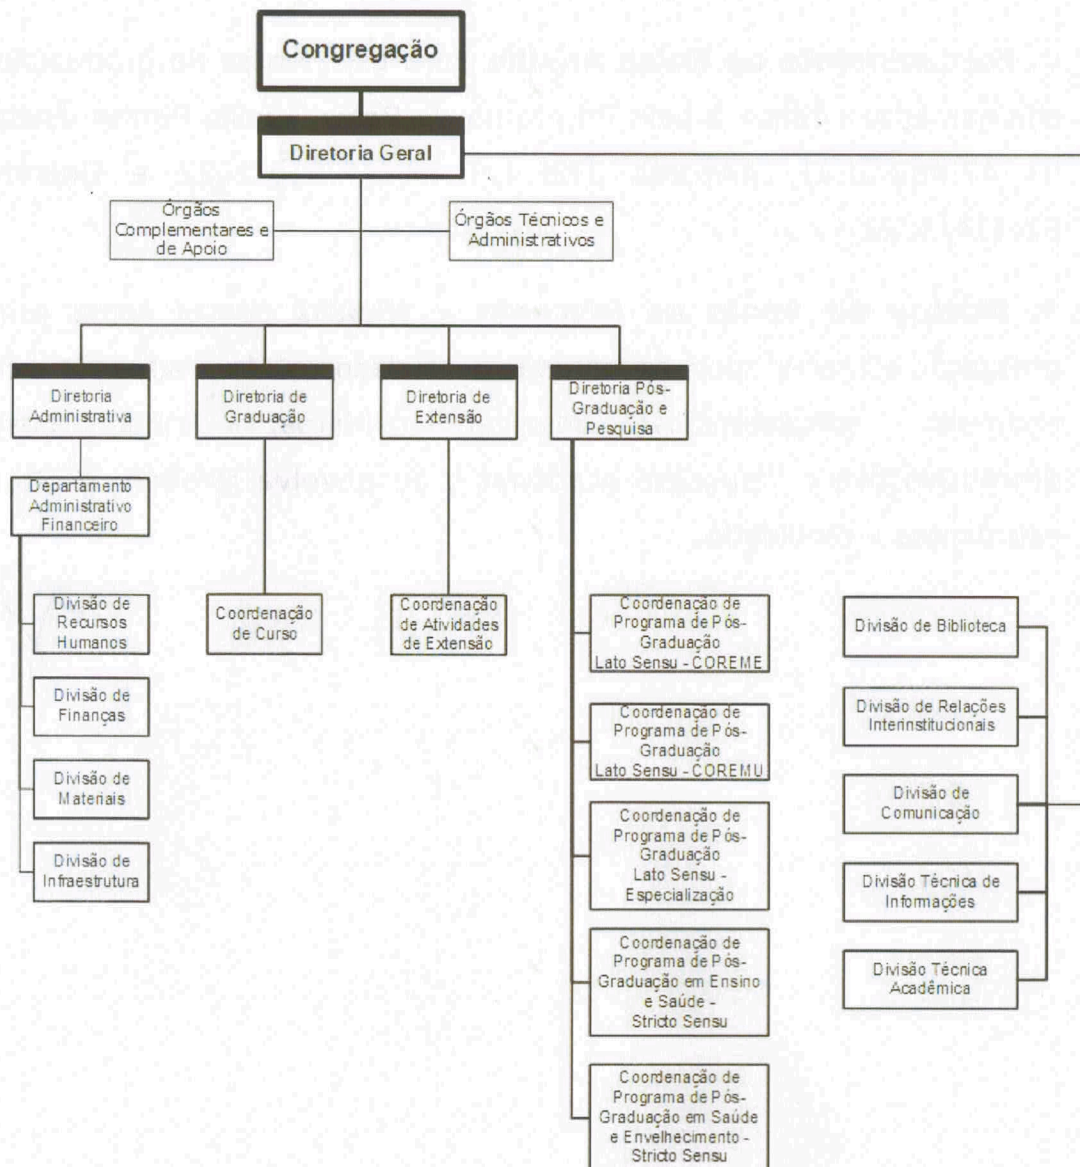 Congregação
Diretoria Geral
Órgãos
Complementares e
de Apoio
Órgãos Técnicos e
Administrativos
Diretoria
Administrativa
Diretoria de
Graduação
Diretoria de
Extensão
Diretoria Pós-
Graduação e
Pesquisa
Departamento
Administrativo
Financeiro
Divisão de
Recursos
Humanos
Divisão de
Finanças
Divisão de
Materiais
Divisão de
Infraestrutura
Coordenação
de Curso
Coordenação
de Atividades
de Extensão
Coordenação de
Programa de Pós-
Graduação
Lato Sensu - COREME
Coordenação de
Programa de Pós-
Graduação
Lato Sensu - COREMU
Coordenação de
Programa de Pós-
Graduação
Lato Sensu -
Especialização
Coordenação de
Programa de Pós-
Graduação em Ensino
e Saúde -
Stricto Sensu
Coordenação de
Programa de Pós-
Graduação em Saúde
e Envelhecimento -
Stricto Sensu
Divisão de Biblioteca
Divisão de Relações
Interinstitucionais
Divisão de
Comunicação
Divisão Técnica de
Informações
Divisão Técnica
Acadêmica